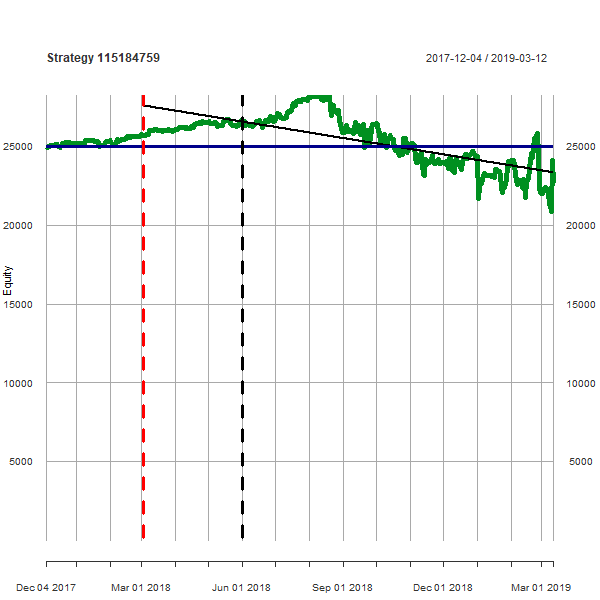 Strategy 115184759
2017-12-04 / 2019-03-12
Equity
25000
25000
20000
20000
15000
15000
10000
10000
5000
5000
Dec 04 2017
Mar 01 2018
Jun 01 2018
Sep 01 2018
Dec 01 2018
Mar 01 2019